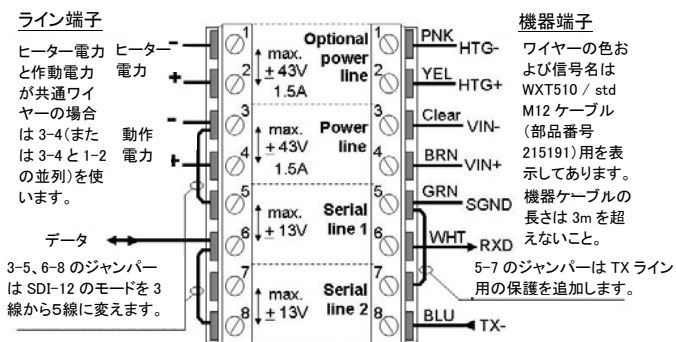 ライン端子
ヒーター電力
と作動電力
が共通ワイ
ヤーの場合
は 3-4(また
は 3-4 と 1-2
の並列)を使
います。
ヒーター
電力
-
+
動作
電力
-
+
データ
3-5、6-8 のジャンパー
は SDI-12 のモードを 3
線から5線に変えます。
1
2
3
4
5
6
7
8
max.
± 43V
1.5A
Optional
power
line
max.
± 43V
1.5A
Power
line
max.
± 13V
Serial
line 1
max.
± 13V
Serial
line 2
1
2
3
4
5
6
7
8
PNK HTG-
YEL HTG+
Clear VIN-
BRN VIN+
GRN SGND
WHT RXD
BLU TX-
機器端子
ワイヤーの色お
よび信号名は
WXT510 / std
M12 ケーブル
(部品番号
215191)用を表
示してあります。
機器ケーブルの
長さは 3m を超
えないこと。
5-7 のジャンパーは TX ライン
用の保護を追加します。